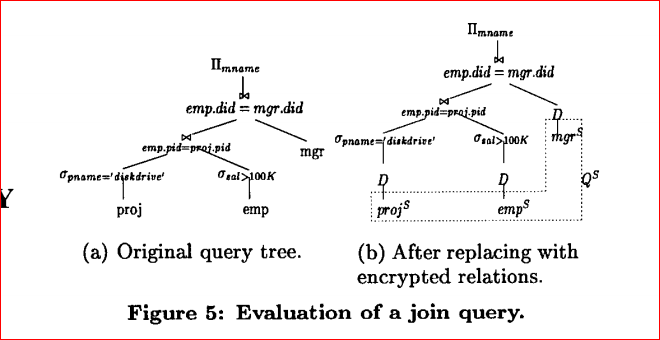 Π_mname
⋈
emp.did = mgr.did
⋈
emp.pid=proj.pid
mgr
σ_pname='diskdrive'
σ_sal>100K
proj
emp
(a) Original query tree.
Π_mname
⋈
emp.did = mgr.did
⋈
emp.pid=proj.pid
D
σ_pname='diskdrive'
σ_sal>100K
mgr^S
D
D
Q^S
proj^S
emp^S
(b) After replacing with
encrypted relations.
Y
Figure 5: Evaluation of a join query.